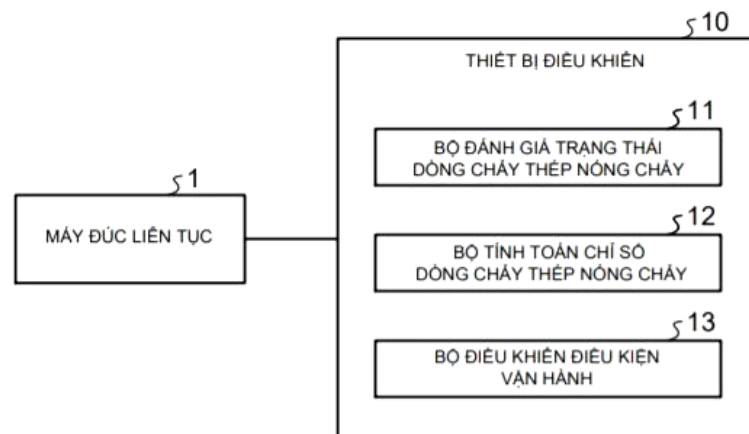 10
THIẾT BỊ ĐIỀU KHIỂN
11
BỘ ĐÁNH GIÁ TRẠNG THÁI
DÒNG CHẢY THÉP NÓNG CHẢY
1
MÁY ĐÚC LIÊN TỤC
12
BỘ TÍNH TOÁN CHỈ SỐ
DÒNG CHẢY THÉP NÓNG CHẢY
13
BỘ ĐIỀU KHIỂN ĐIỀU KIỆN
VẬN HÀNH